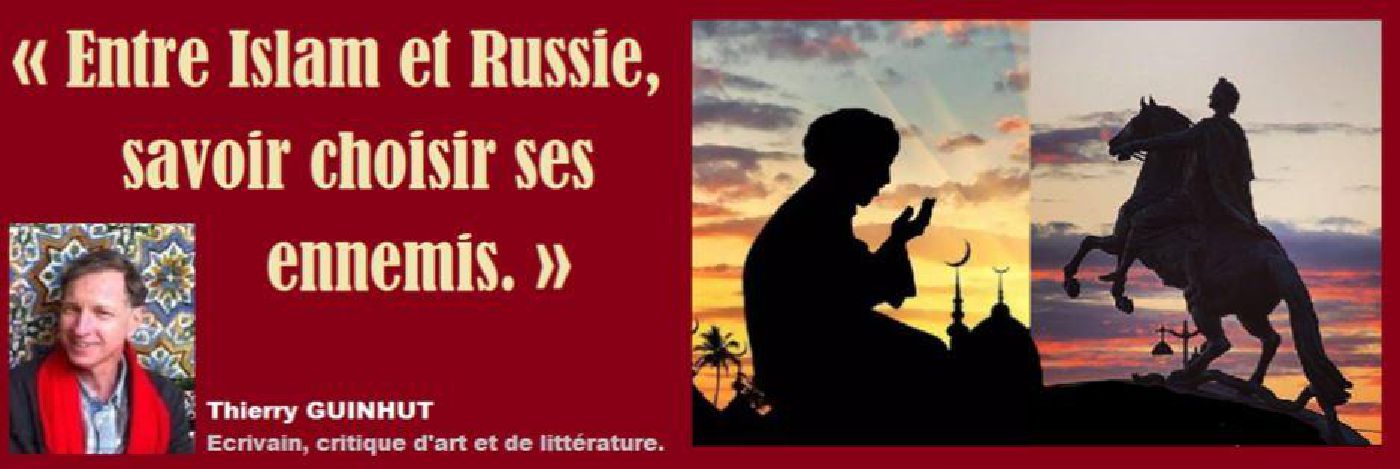 « Entre Islam et Russie,
savoir choisir ses
ennemis. »
Thierry GUINHUT
Ecrivain, critique d'art et de littérature.